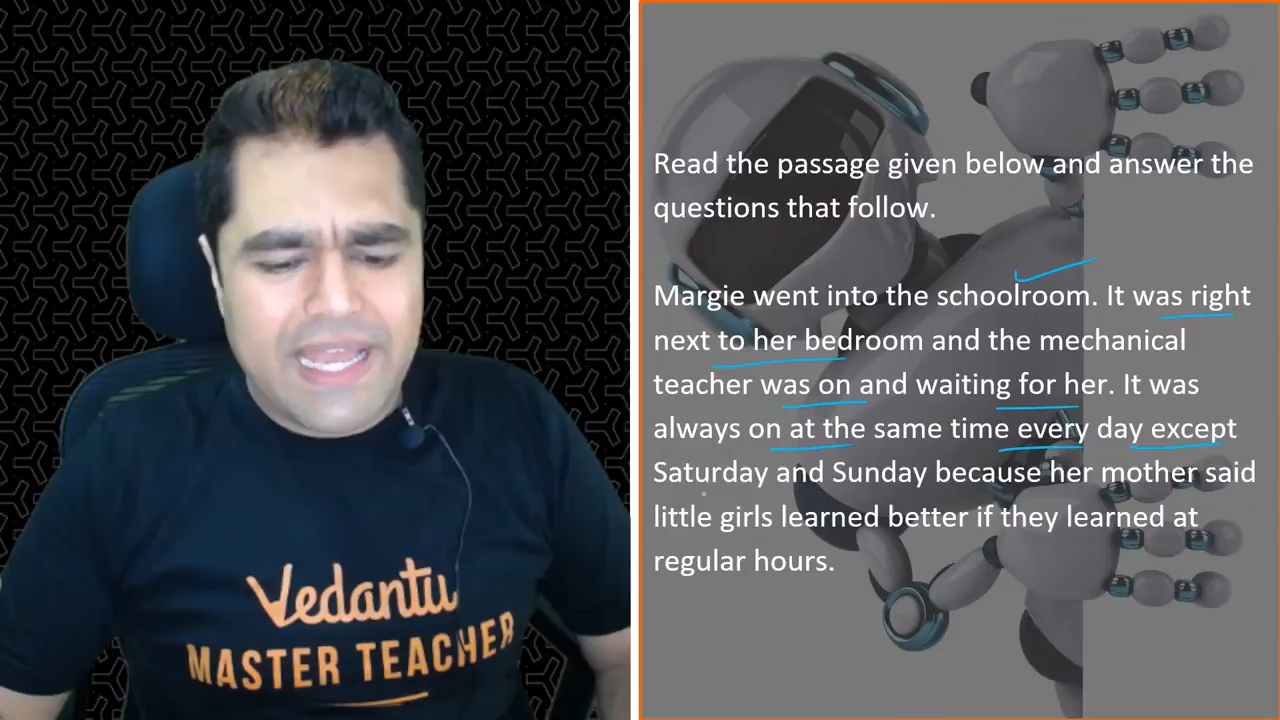 Read the passage given below and answer the
questions that follow.
Margie went into the schoolroom. It was right
next to her bedroom and the mechanical
teacher was on and waiting for her. It was
always on at the same time every day except
Saturday and Sunday because her mother said
little girls learned better if they learned at
regular hours.
Vedantu
MASTER TEACHER